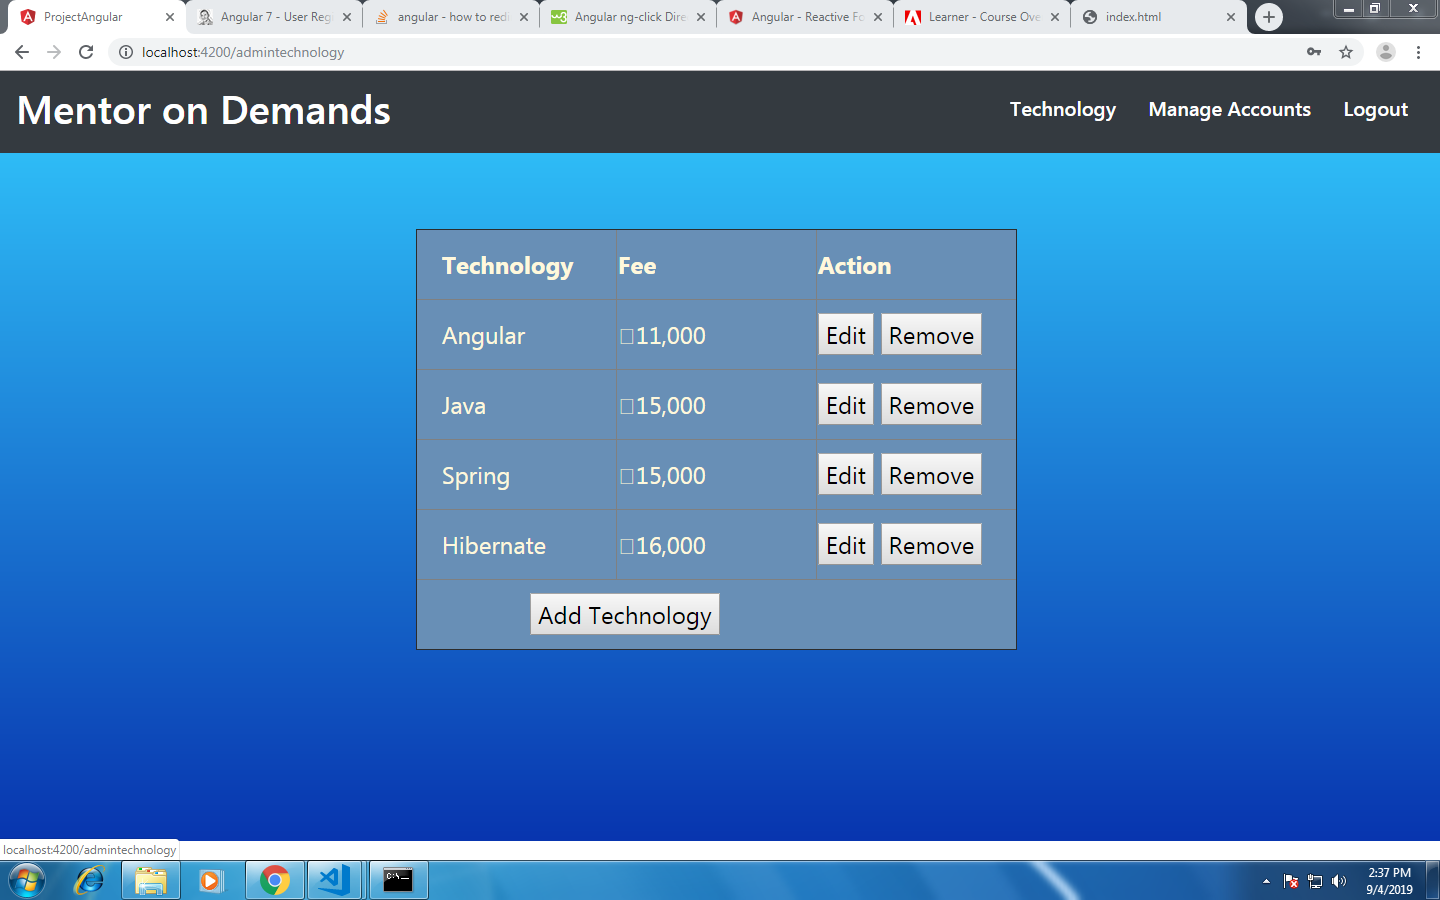 ProjectAngular
Angular 7 - User Reg
angular - how to red
Angular ng-click Dire
Angular - Reactive Fo
Learner - Course Ove
index.html
localhost:4200/admintechnology
Mentor on Demands
Technology Manage Accounts Logout
Technology Fee Action
Angular 11,000 Edit Remove
Java 15,000 Edit Remove
Spring 15,000 Edit Remove
Hibernate 16,000 Edit Remove
Add Technology
localhost:4200/admintechnology
2:37 PM
9/4/2019